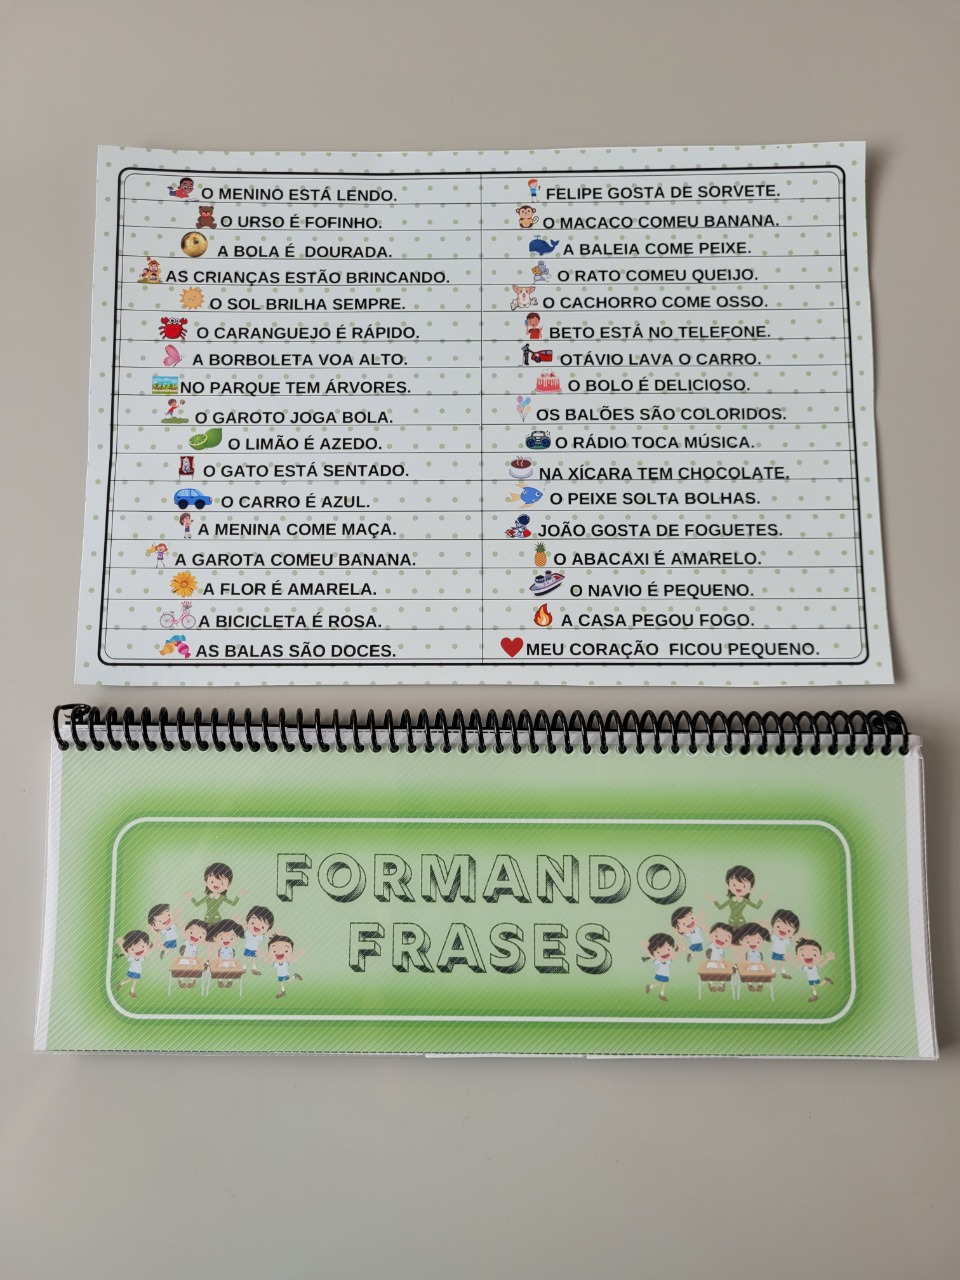 O MENINO ESTÁ LENDO.
O URSO É FOFINHO.
A BOLA É DOURADA.
AS CRIANÇAS ESTÃO BRINCANDO.
O SOL BRILHA SEMPRE.
O CARANGUEJO É RÁPIDO.
A BORBOLETA VOA ALTO.
NO PARQUE TEM ÁRVORES.
O GAROTO JOGA BOLA.
O LIMÃO É AZEDO.
O GATO ESTÁ SENTADO.
O CARRO É AZUL.
A MENINA COME MAÇA.
A GAROTA COMEU BANANA.
A FLOR É AMARELA.
A BICICLETA É ROSA.
AS BALAS SÃO DOCES.
FELIPE GOSTA DE SORVETE.
O MACACO COMEU BANANA.
A BALEIA COME PEIXE.
O RATO COMEU QUEIJO.
O CACHORRO COME OSSO.
BETO ESTÁ NO TELEFONE.
OTÁVIO LAVA O CARRO.
O BOLO É DELICIOSO.
OS BALÕES SÃO COLORIDOS.
O RÁDIO TOCA MÚSICA.
NA XÍCARA TEM CHOCOLATE.
O PEIXE SOLTA BOLHAS.
JOÃO GOSTA DE FOGUETES.
O ABACAXI É AMARELO.
O NAVIO É PEQUENO.
A CASA PEGOU FOGO.
MEU CORAÇÃO FICOU PEQUENO.
FORMANDO
FRASES